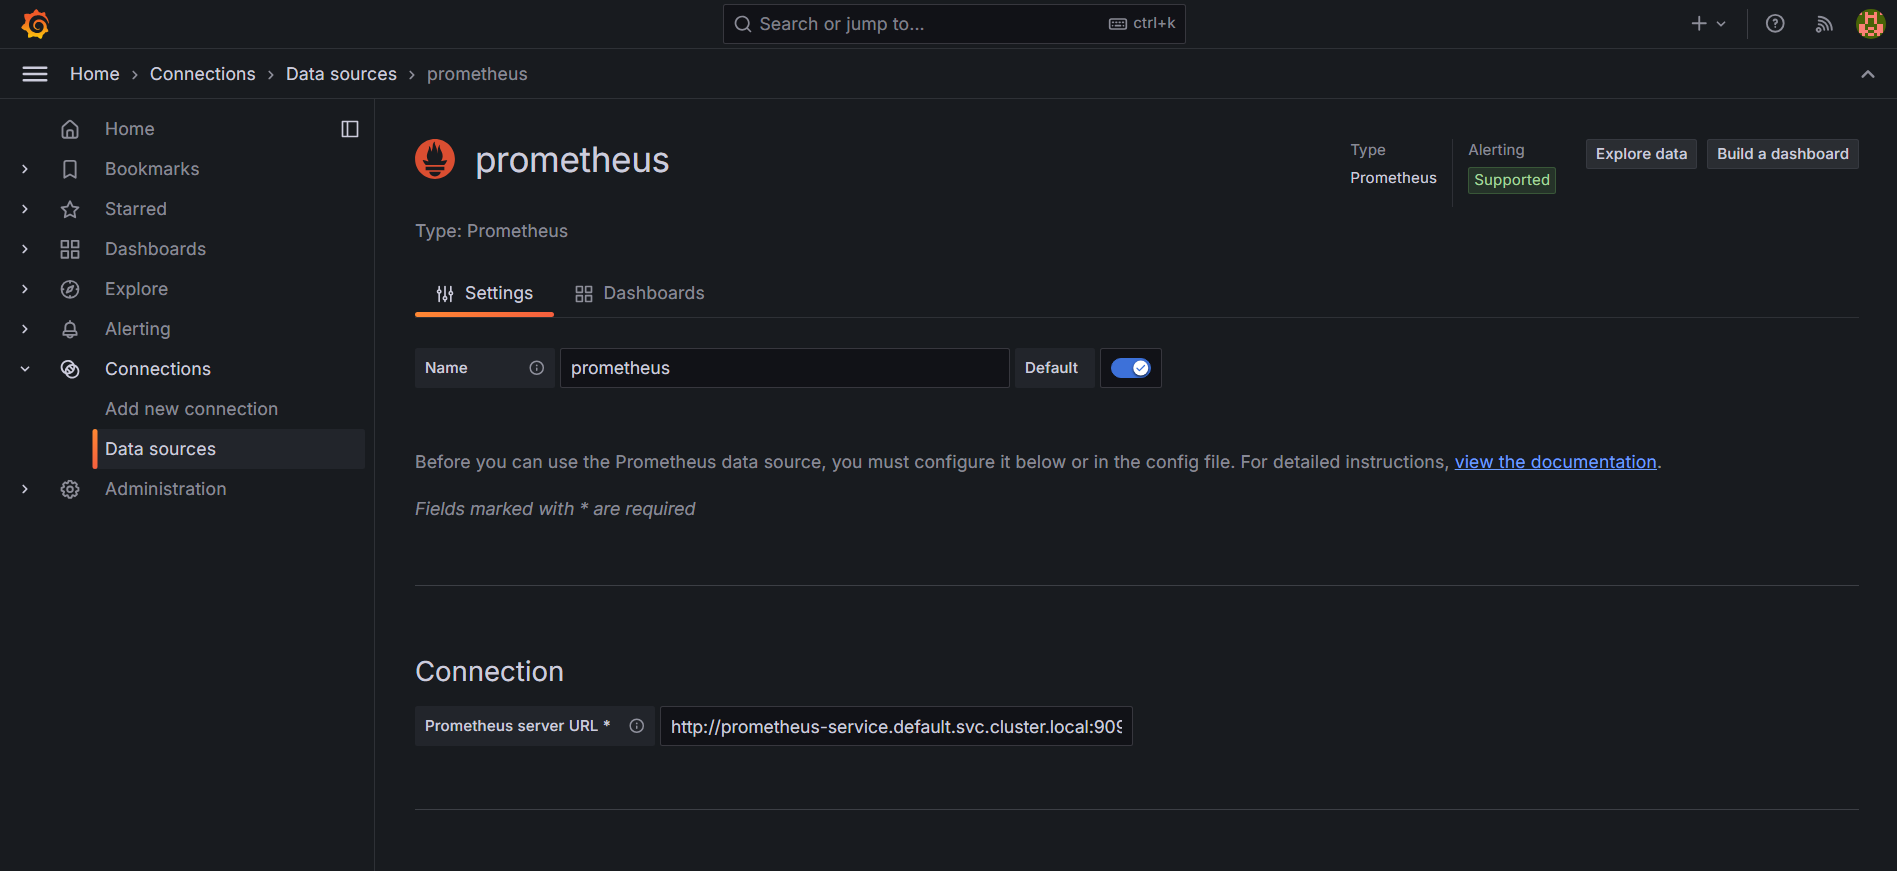 Search or jump to...
ctrl+k
Home › Connections › Data sources › prometheus
Home
Bookmarks
Starred
Dashboards
Explore
Alerting
Connections
Add new connection
Data sources
Administration
prometheus
Type
Prometheus
Alerting
Supported
Explore data
Build a dashboard
Type: Prometheus
Settings
Dashboards
Name
prometheus
Default
Before you can use the Prometheus data source, you must configure it below or in the config file. For detailed instructions, view the documentation.
Fields marked with * are required
Connection
Prometheus server URL *
http://prometheus-service.default.svc.cluster.local:909